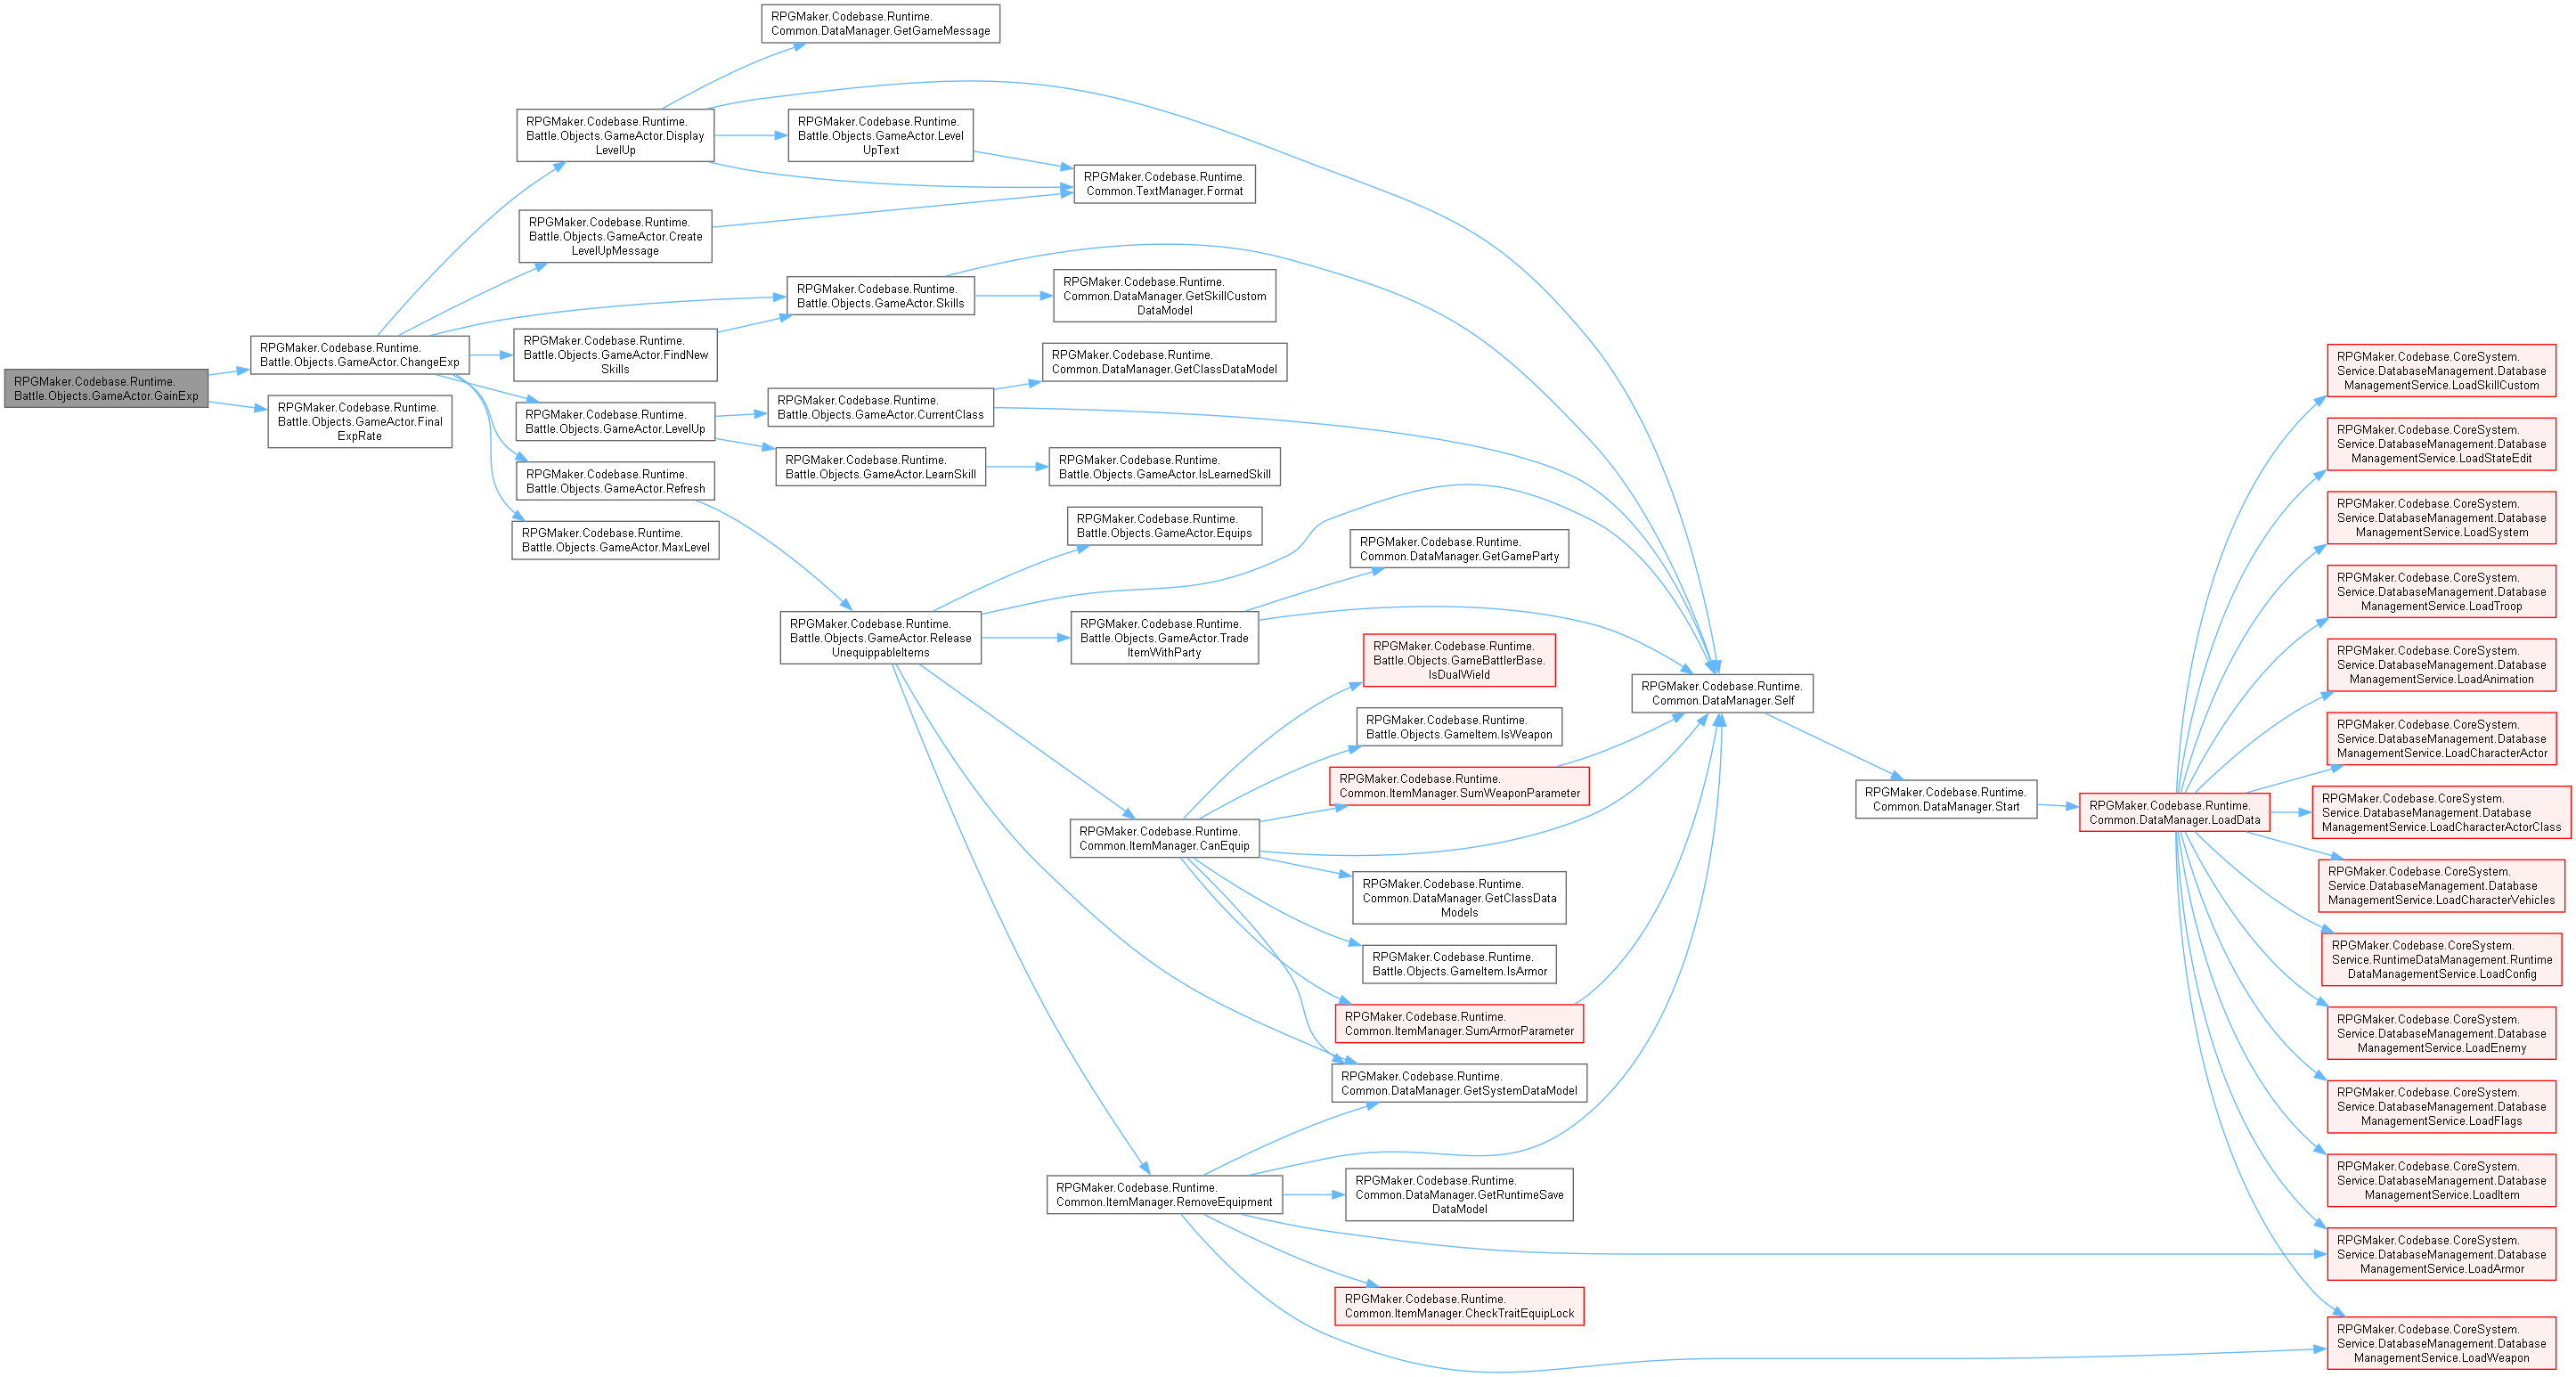 RPGMaker.Codebase.Runtime.
Battle.Objects.GameActor.GainExp
RPGMaker.Codebase.Runtime.
Battle.Objects.GameActor.ChangeExp
RPGMaker.Codebase.Runtime.
Battle.Objects.GameActor.Final
ExpRate
RPGMaker.Codebase.Runtime.
Battle.Objects.GameActor.Display
LevelUp
RPGMaker.Codebase.Runtime.
Battle.Objects.GameActor.Create
LevelUpMessage
RPGMaker.Codebase.Runtime.
Battle.Objects.GameActor.FindNew
Skills
RPGMaker.Codebase.Runtime.
Battle.Objects.GameActor.LevelUp
RPGMaker.Codebase.Runtime.
Battle.Objects.GameActor.Refresh
RPGMaker.Codebase.Runtime.
Battle.Objects.GameActor.MaxLevel
RPGMaker.Codebase.Runtime.
Common.DataManager.GetGameMessage
RPGMaker.Codebase.Runtime.
Battle.Objects.GameActor.Level
UpText
RPGMaker.Codebase.Runtime.
Battle.Objects.GameActor.Skills
RPGMaker.Codebase.Runtime.
Battle.Objects.GameActor.CurrentClass
RPGMaker.Codebase.Runtime.
Battle.Objects.GameActor.LearnSkill
RPGMaker.Codebase.Runtime.
Battle.Objects.GameActor.Release
UnequippableItems
RPGMaker.Codebase.Runtime.
Common.TextManager.Format
RPGMaker.Codebase.Runtime.
Common.DataManager.GetSkillCustom
DataModel
RPGMaker.Codebase.Runtime.
Common.DataManager.GetClassDataModel
RPGMaker.Codebase.Runtime.
Battle.Objects.GameActor.IsLearnedSkill
RPGMaker.Codebase.Runtime.
Battle.Objects.GameActor.Equips
RPGMaker.Codebase.Runtime.
Battle.Objects.GameActor.Trade
ItemWithParty
RPGMaker.Codebase.Runtime.
Common.ItemManager.CanEquip
RPGMaker.Codebase.Runtime.
Common.ItemManager.RemoveEquipment
RPGMaker.Codebase.Runtime.
Common.DataManager.GetGameParty
RPGMaker.Codebase.Runtime.
Battle.Objects.GameBattlerBase.
IsDualWield
RPGMaker.Codebase.Runtime.
Battle.Objects.GameItem.IsWeapon
RPGMaker.Codebase.Runtime.
Common.ItemManager.SumWeaponParameter
RPGMaker.Codebase.Runtime.
Common.DataManager.GetClassData
Models
RPGMaker.Codebase.Runtime.
Battle.Objects.GameItem.IsArmor
RPGMaker.Codebase.Runtime.
Common.ItemManager.SumArmorParameter
RPGMaker.Codebase.Runtime.
Common.DataManager.GetSystemDataModel
RPGMaker.Codebase.Runtime.
Common.DataManager.GetRuntimeSave
DataModel
RPGMaker.Codebase.Runtime.
Common.ItemManager.CheckTraitEquipLock
RPGMaker.Codebase.Runtime.
Common.DataManager.Self
RPGMaker.Codebase.Runtime.
Common.DataManager.Start
RPGMaker.Codebase.Runtime.
Common.DataManager.LoadData
RPGMaker.Codebase.CoreSystem.
Service.DatabaseManagement.Database
ManagementService.LoadSkillCustom
RPGMaker.Codebase.CoreSystem.
Service.DatabaseManagement.Database
ManagementService.LoadStateEdit
RPGMaker.Codebase.CoreSystem.
Service.DatabaseManagement.Database
ManagementService.LoadSystem
RPGMaker.Codebase.CoreSystem.
Service.DatabaseManagement.Database
ManagementService.LoadTroop
RPGMaker.Codebase.CoreSystem.
Service.DatabaseManagement.Database
ManagementService.LoadAnimation
RPGMaker.Codebase.CoreSystem.
Service.DatabaseManagement.Database
ManagementService.LoadCharacterActor
RPGMaker.Codebase.CoreSystem.
Service.DatabaseManagement.Database
ManagementService.LoadCharacterActorClass
RPGMaker.Codebase.CoreSystem.
Service.DatabaseManagement.Database
ManagementService.LoadCharacterVehicles
RPGMaker.Codebase.CoreSystem.
Service.RuntimeDataManagement.Runtime
DataManagementService.LoadConfig
RPGMaker.Codebase.CoreSystem.
Service.DatabaseManagement.Database
ManagementService.LoadEnemy
RPGMaker.Codebase.CoreSystem.
Service.DatabaseManagement.Database
ManagementService.LoadFlags
RPGMaker.Codebase.CoreSystem.
Service.DatabaseManagement.Database
ManagementService.LoadItem
RPGMaker.Codebase.CoreSystem.
Service.DatabaseManagement.Database
ManagementService.LoadArmor
RPGMaker.Codebase.CoreSystem.
Service.DatabaseManagement.Database
ManagementService.LoadWeapon